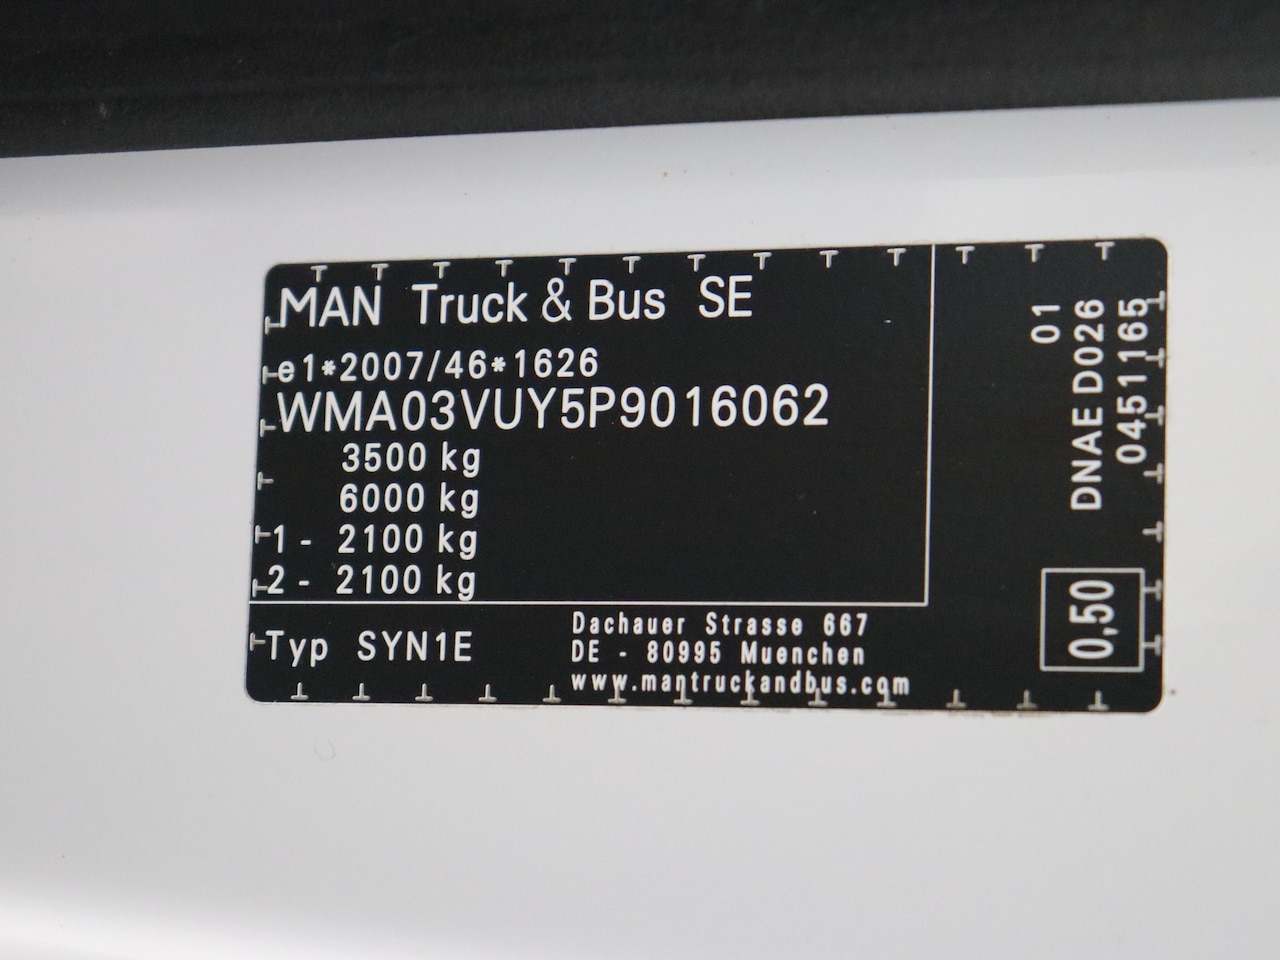 MAN Truck & Bus SE
e1*2007/46*1626
WMA03VUY5P9016062
3500 kg
6000 kg
1 - 2100 kg
2 - 2100 kg
Typ SYN1E
Dachauer Strasse 667
DE - 80995 Muenchen
www.mantruckandbus.com
01
DNAE D026
0451165
0,50